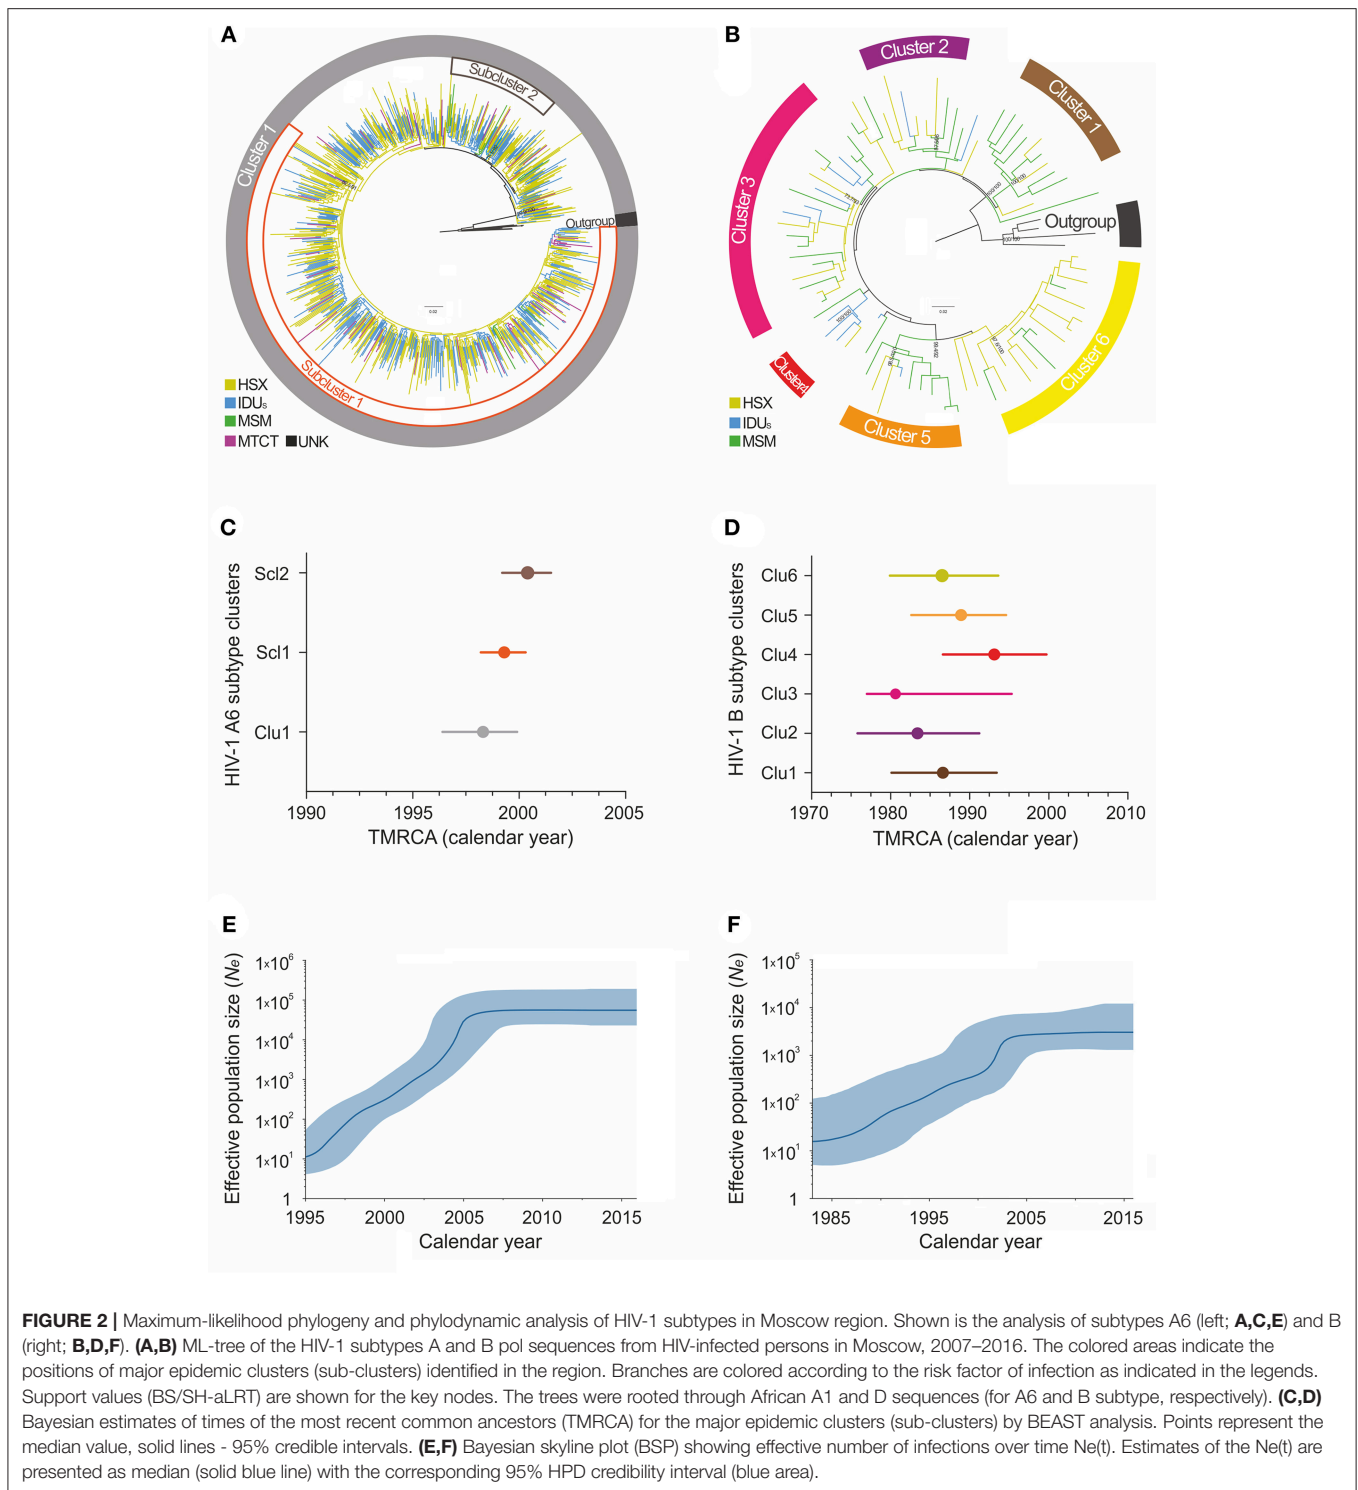 A
B
Cluster 1
Subcluster 2
Outgroup
Subcluster 1
0.02
HSX
IDUs
MSM
MTCT
UNK
Cluster 2
Cluster 1
Cluster 3
Outgroup
100/100
0.02
Cluster 4
Cluster 5
Cluster 6
HSX
IDUs
MSM
C
HIV-1 A6 subtype clusters
Scl2
Scl1
Clu1
1990 1995 2000 2005
TMRCA (calendar year)
D
HIV-1 B subtype clusters
Clu6
Clu5
Clu4
Clu3
Clu2
Clu1
1970 1980 1990 2000 2010
TMRCA (calendar year)
E
Effective population size (Ne)
1×10⁶
1×10⁵
1×10⁴
1×10³
1×10²
1×10¹
1
1995 2000 2005 2010 2015
Calendar year
F
Effective population size (Ne)
1×10⁵
1×10⁴
1×10³
1×10²
1×10¹
1
1985 1995 2005 2015
Calendar year
FIGURE 2 | Maximum-likelihood phylogeny and phylodynamic analysis of HIV-1 subtypes in Moscow region. Shown is the analysis of subtypes A6 (left; A,C,E) and B
(right; B,D,F). (A,B) ML-tree of the HIV-1 subtypes A and B pol sequences from HIV-infected persons in Moscow, 2007–2016. The colored areas indicate the
positions of major epidemic clusters (sub-clusters) identified in the region. Branches are colored according to the risk factor of infection as indicated in the legends.
Support values (BS/SH-aLRT) are shown for the key nodes. The trees were rooted through African A1 and D sequences (for A6 and B subtype, respectively). (C,D)
Bayesian estimates of times of the most recent common ancestors (TMRCA) for the major epidemic clusters (sub-clusters) by BEAST analysis. Points represent the
median value, solid lines - 95% credible intervals. (E,F) Bayesian skyline plot (BSP) showing effective number of infections over time Ne(t). Estimates of the Ne(t) are
presented as median (solid blue line) with the corresponding 95% HPD credibility interval (blue area).